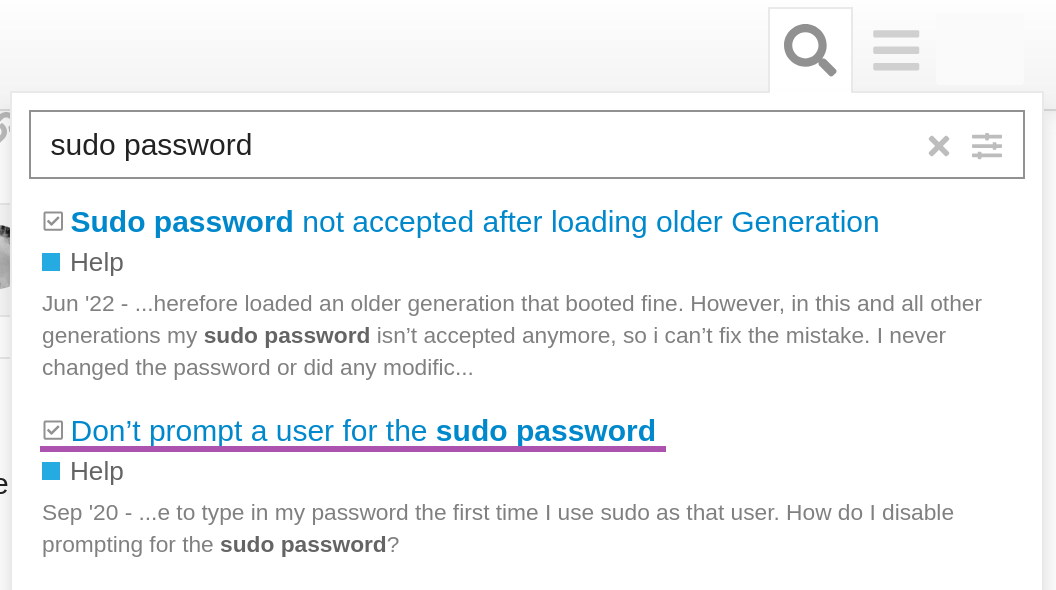 sudo password
Sudo password not accepted after loading older Generation
Help
Jun '22 - ...herefore loaded an older generation that booted fine. However, in this and all other
generations my sudo password isn’t accepted anymore, so i can’t fix the mistake. I never
changed the password or did any modific...
Don’t prompt a user for the sudo password
Help
e
Sep '20 - ...e to type in my password the first time I use sudo as that user. How do I disable
prompting for the sudo password?